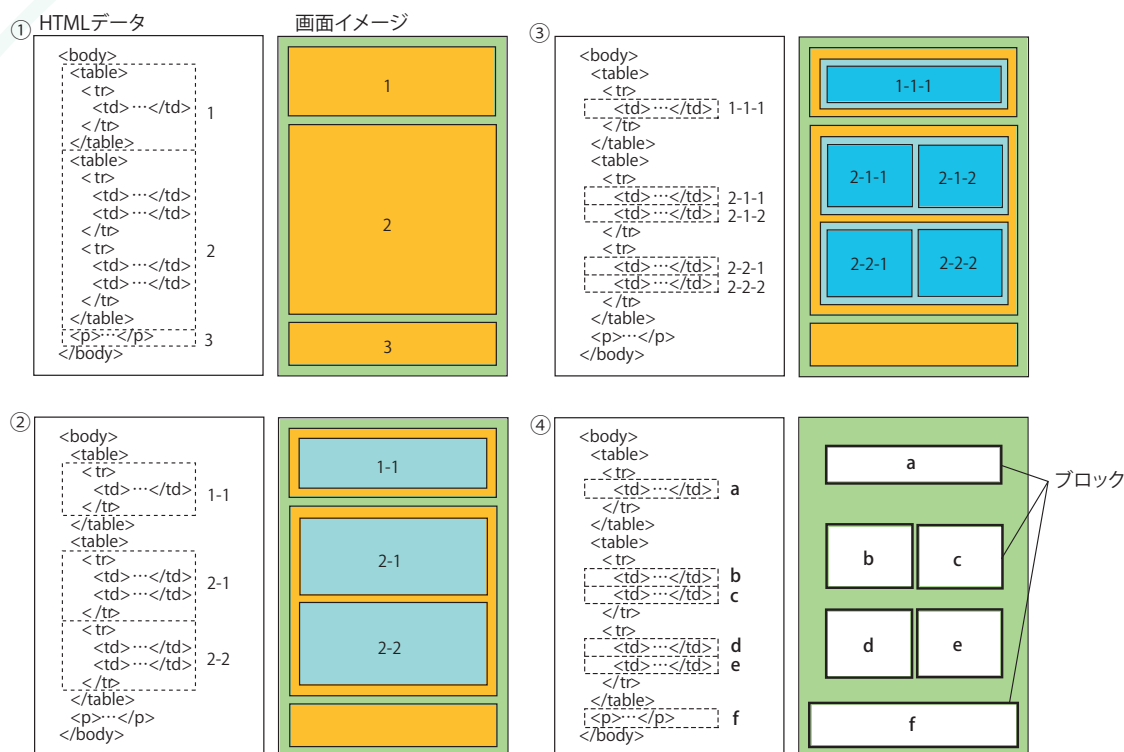 ① HTMLデータ
画面イメージ
<body>
<table>
<tr>
<td>…</td>
</tr>
</table>
1
<table>
<tr>
<td>…</td>
<td>…</td>
</tr>
<tr>
<td>…</td>
<td>…</td>
</tr>
</table>
2
<p>…</p>
3
</body>
1
2
3
②
<body>
<table>
<tr>
<td>…</td>
</tr>
1-1
</table>
<table>
<tr>
<td>…</td>
<td>…</td>
</tr>
2-1
<tr>
<td>…</td>
<td>…</td>
</tr>
2-2
</table>
<p>…</p>
</body>
1-1
2-1
2-2
③
<body>
<table>
<tr>
<td>…</td> 1-1-1
</tr>
</table>
<table>
<tr>
<td>…</td> 2-1-1
<td>…</td> 2-1-2
</tr>
<tr>
<td>…</td> 2-2-1
<td>…</td> 2-2-2
</tr>
</table>
<p>…</p>
</body>
1-1-1
2-1-1 2-1-2
2-2-1 2-2-2
④
<body>
<table>
<tr>
<td>…</td> a
</tr>
</table>
<table>
<tr>
<td>…</td> b
<td>…</td> c
</tr>
<tr>
<td>…</td> d
<td>…</td> e
</tr>
</table>
<p>…</p> f
</body>
a
ブロック
b c
d e
f